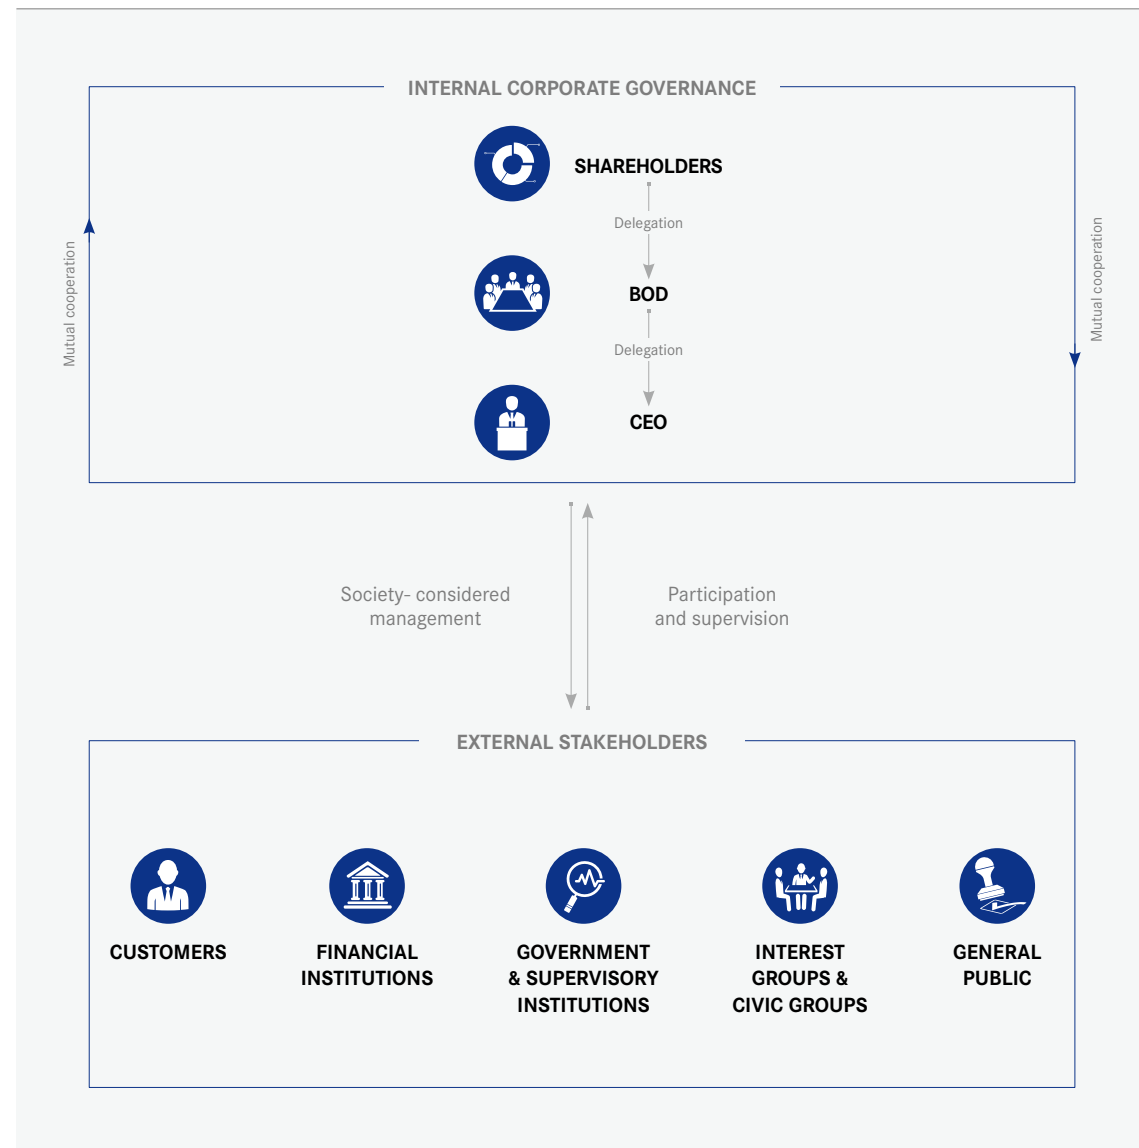 INTERNAL CORPORATE GOVERNANCE
SHAREHOLDERS
Delegation
BOD
Delegation
CEO
Mutual cooperation
Mutual cooperation
Society- considered
management
Participation
and supervision
EXTERNAL STAKEHOLDERS
CUSTOMERS
FINANCIAL
INSTITUTIONS
GOVERNMENT
& SUPERVISORY
INSTITUTIONS
INTEREST
GROUPS &
CIVIC GROUPS
GENERAL
PUBLIC